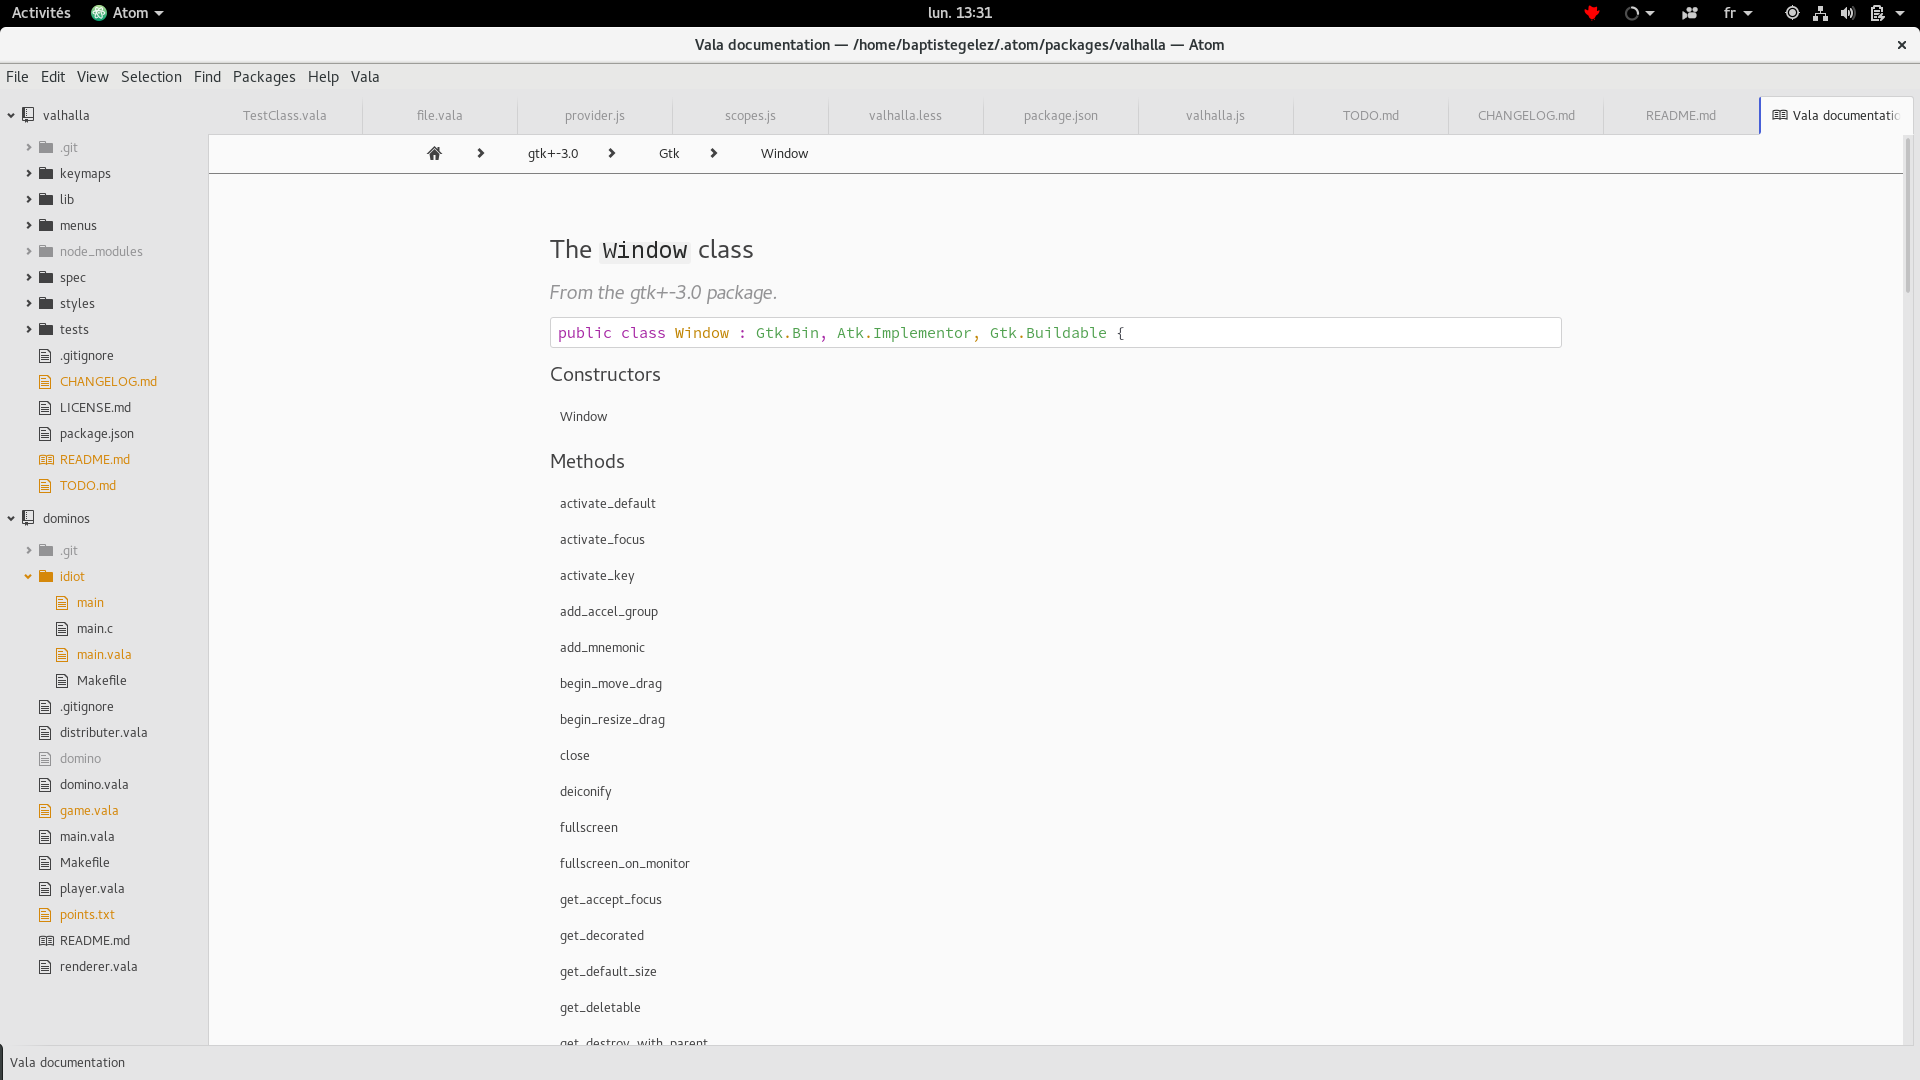 Activités Atom lun. 13:31 fr
Vala documentation — /home/baptistegelez/.atom/packages/valhalla — Atom
File Edit View Selection Find Packages Help Vala
valhalla
.git
keymaps
lib
menus
node_modules
spec
styles
tests
.gitignore
CHANGELOG.md
LICENSE.md
package.json
README.md
TODO.md
dominos
.git
idiot
main
main.c
main.vala
Makefile
.gitignore
distributer.vala
domino
domino.vala
game.vala
main.vala
Makefile
player.vala
points.txt
README.md
renderer.vala
TestClass.vala file.vala provider.js scopes.js valhalla.less package.json valhalla.js TODO.md CHANGELOG.md README.md Vala documentatio
gtk+-3.0 Gtk Window
The Window class
From the gtk+-3.0 package.
public class Window : Gtk.Bin, Atk.Implementor, Gtk.Buildable {
Constructors
Window
Methods
activate_default
activate_focus
activate_key
add_accel_group
add_mnemonic
begin_move_drag
begin_resize_drag
close
deiconify
fullscreen
fullscreen_on_monitor
get_accept_focus
get_decorated
get_default_size
get_deletable
get_destroy_with_parent
Vala documentation